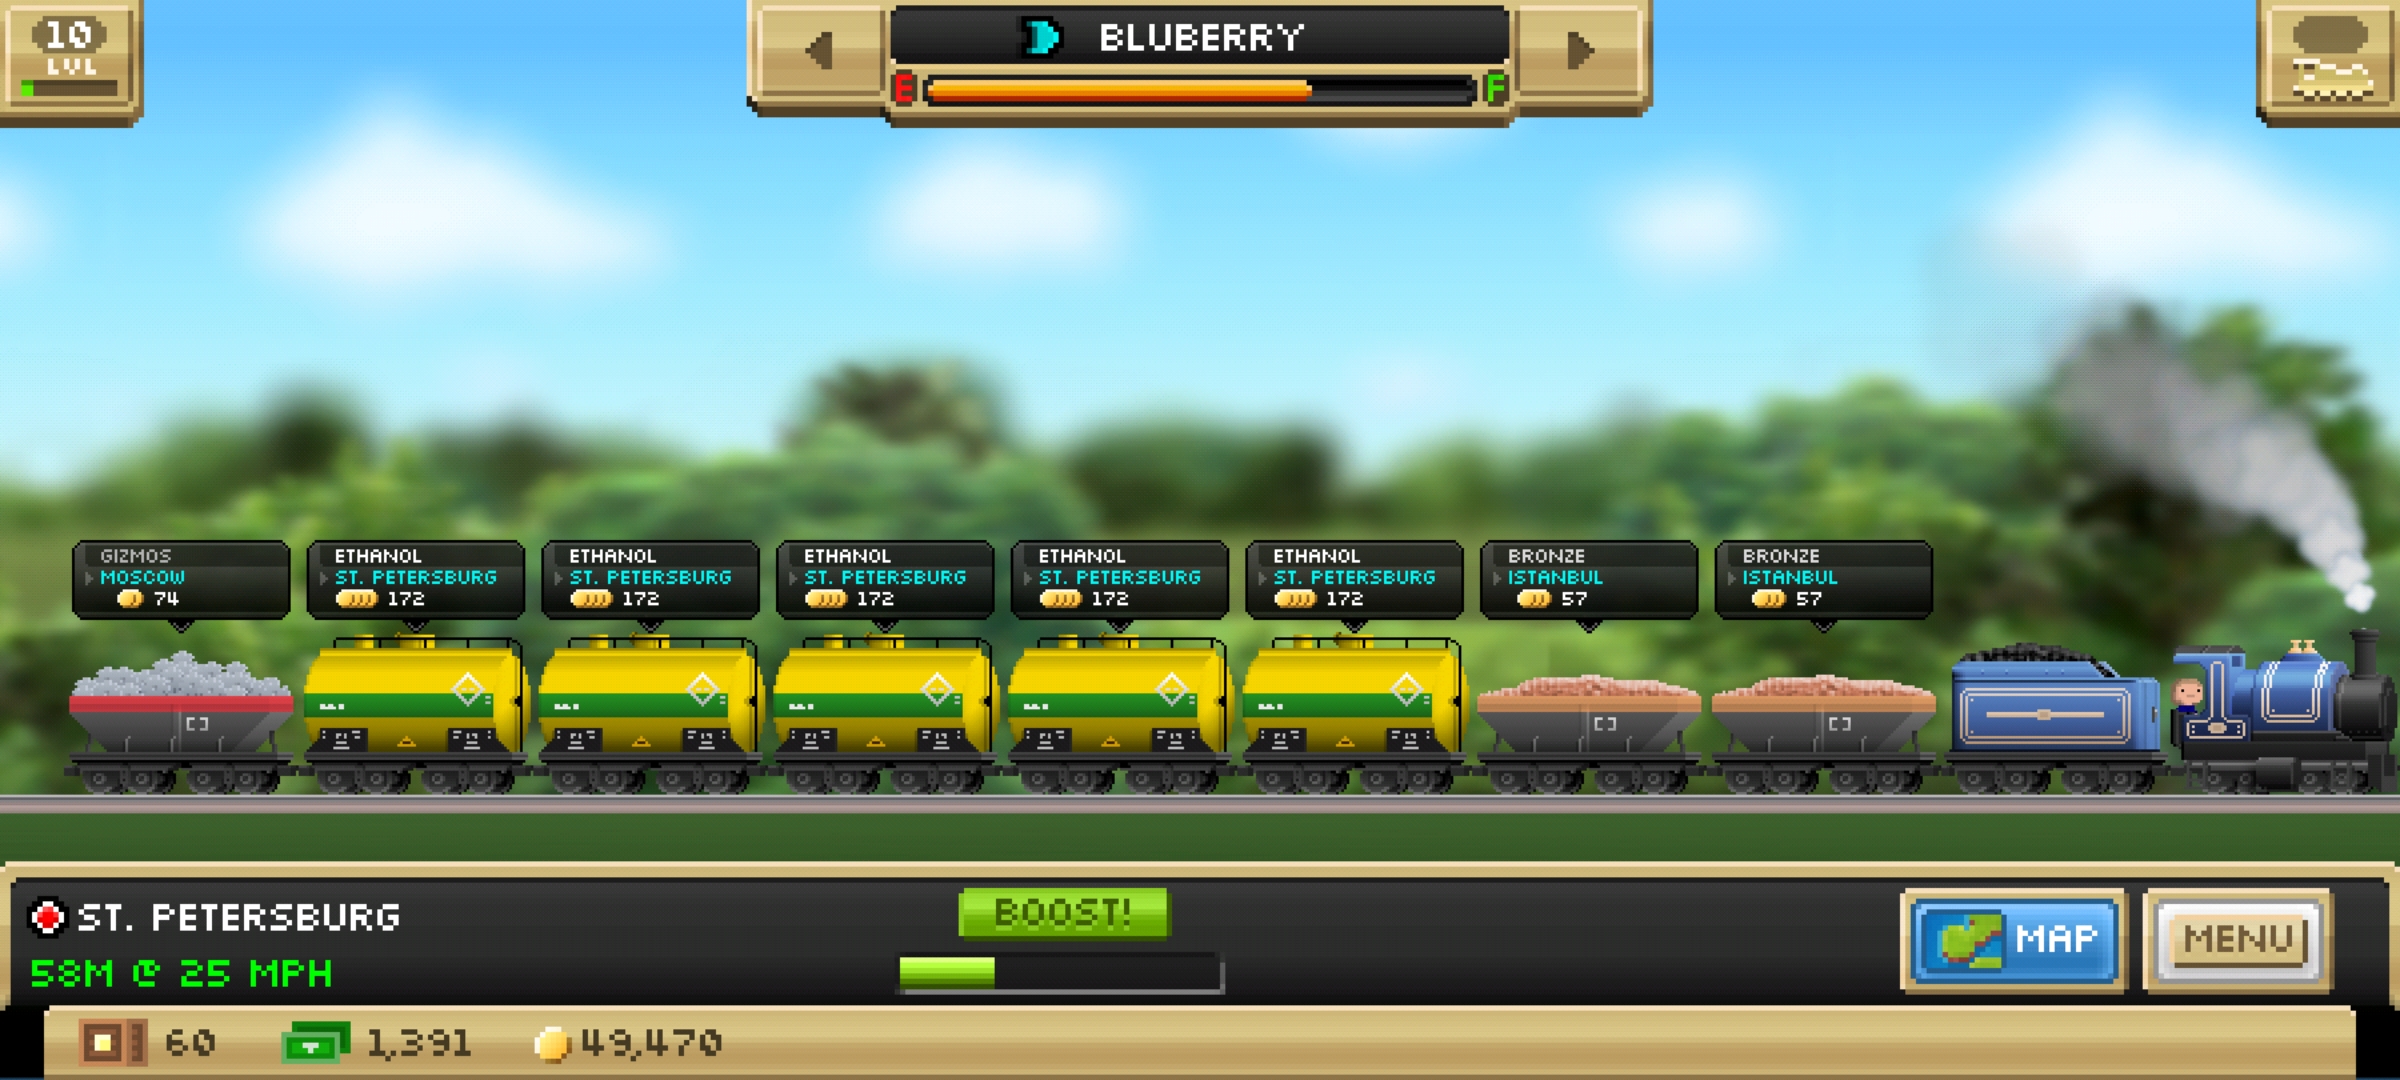 10
LVL
BLUBERRY
E F
GIZMOS
MOSCOW
74
ETHANOL
ST. PETERSBURG
172
ETHANOL
ST. PETERSBURG
172
ETHANOL
ST. PETERSBURG
172
ETHANOL
ST. PETERSBURG
172
ETHANOL
ST. PETERSBURG
172
BRONZE
ISTANBUL
57
BRONZE
ISTANBUL
57
ST. PETERSBURG
58M @ 25 MPH
BOOST!
MAP
MENU
60
1,391
49,470